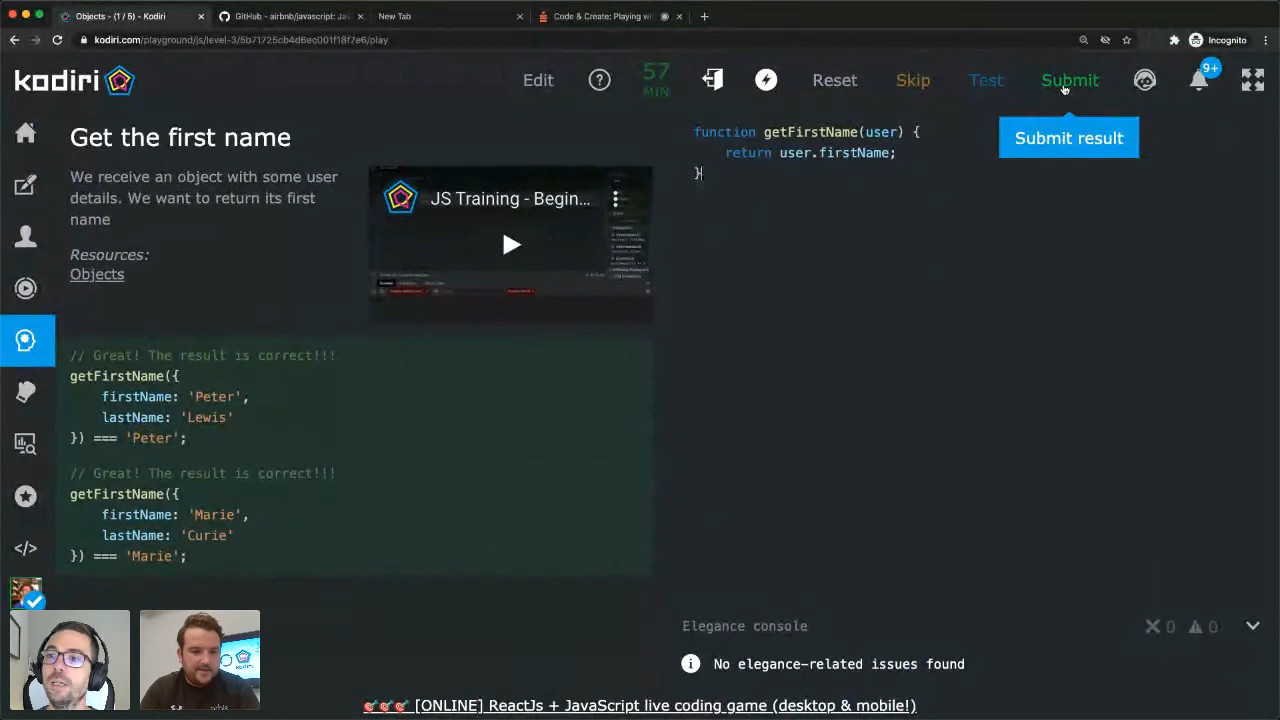 Objects - (1 / 5) - Kodiri
GitHub - airbnb/javascript: Jav
New Tab
Code & Create: Playing wi
Incognito
kodiri.com/playground/js/level-3/5b71725cb4d6ec001f18f7e6/play
kodiri
Edit
57
MIN
Reset
Skip
Test
Submit
9+
Submit result
Get the first name
We receive an object with some user
details. We want to return its first
name
Resources:
Objects
JS Training - Begin...
function getFirstName(user) {
return user.firstName;
}
// Great! The result is correct!!!
getFirstName({
firstName: 'Peter',
lastName: 'Lewis'
}) === 'Peter';
// Great! The result is correct!!!
getFirstName({
firstName: 'Marie',
lastName: 'Curie'
}) === 'Marie';
</>
Elegance console
0
0
No elegance-related issues found
[ONLINE] ReactJs + JavaScript live coding game (desktop & mobile!)